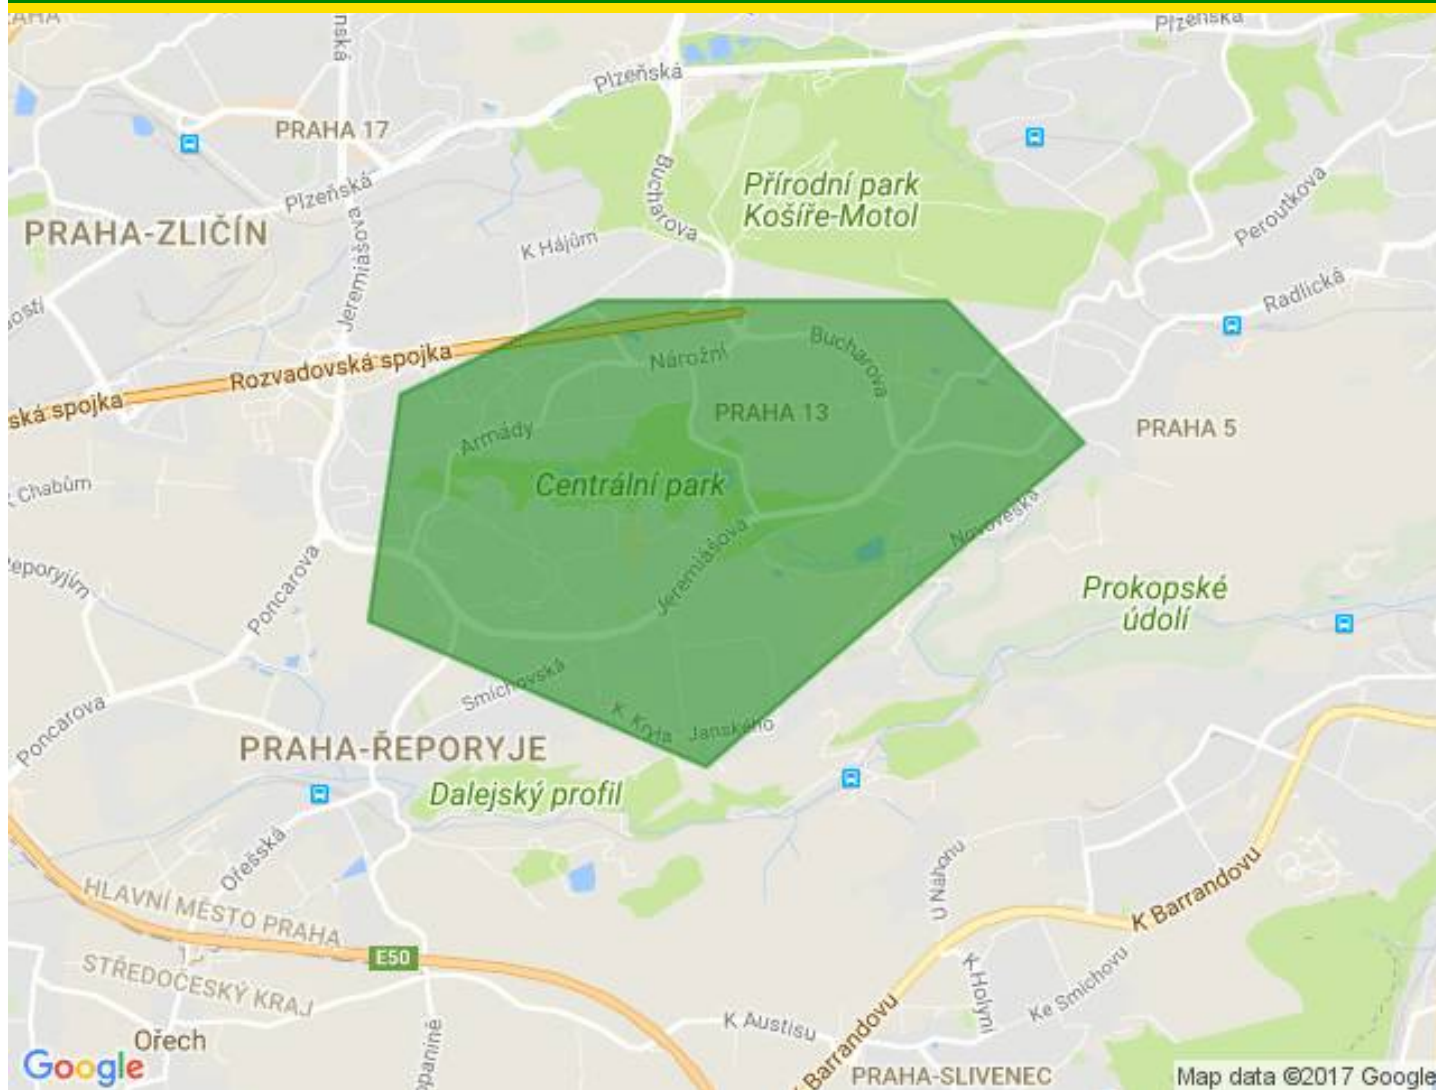 Plzeňská
Plzeňská
PRAHA 17
Bucharova
Přírodní park
Košíře-Motol
Peroutkova
Plzeňská
PRAHA-ZLIČÍN
Jeremiášova
K Hájům
Radlická
Rozvadovská spojka
Nárožní
Bucharova
ská spojka
PRAHA 13
PRAHA 5
Armády
Centrální park
K Chabům
Novoveská
Jeremiášova
Poncarova
eporyjím
Prokopské
údolí
Smíchovská
Poncarova
K. Kryla
Janského
PRAHA-ŘEPORYJE
Dalejský profil
Ořešská
U Náhonu
K Barrandovu
HLAVNÍ MĚSTO PRAHA
E50
STŘEDOČESKÝ KRAJ
K Holyni
Ke Smíchovu
K Austisu
Ořech
Barrandovu
opanině
Google
PRAHA-SLIVENEC
Map data ©2017 Google